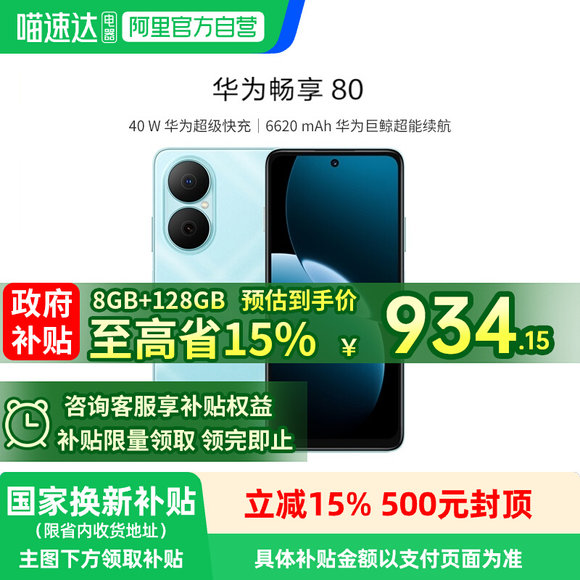 喵速达电器 阿里官方自营
华为畅享 80
40 W 华为超级快充｜6620 mAh 华为巨鲸超能续航
政府补贴
8GB+128GB 预估到手价
至高省15% ¥ 934.15
咨询客服享补贴权益
补贴限量领取 领完即止
国家换新补贴
(限省内收货地址)
主图下方领取补贴
立减15% 500元封顶
具体补贴金额以支付页面为准